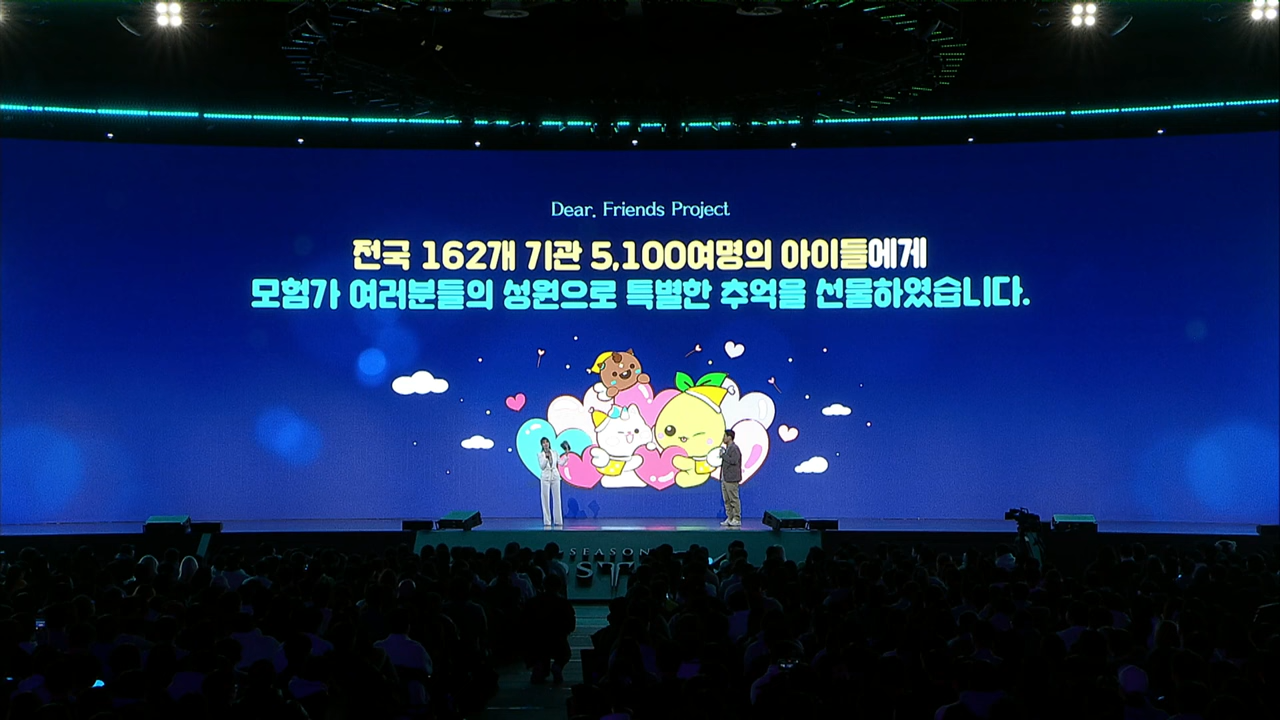 Dear. Friends Project
전국 162개 기관 5,100여명의 아이들에게
모험가 여러분들의 성원으로 특별한 추억을 선물하였습니다.
SEASON